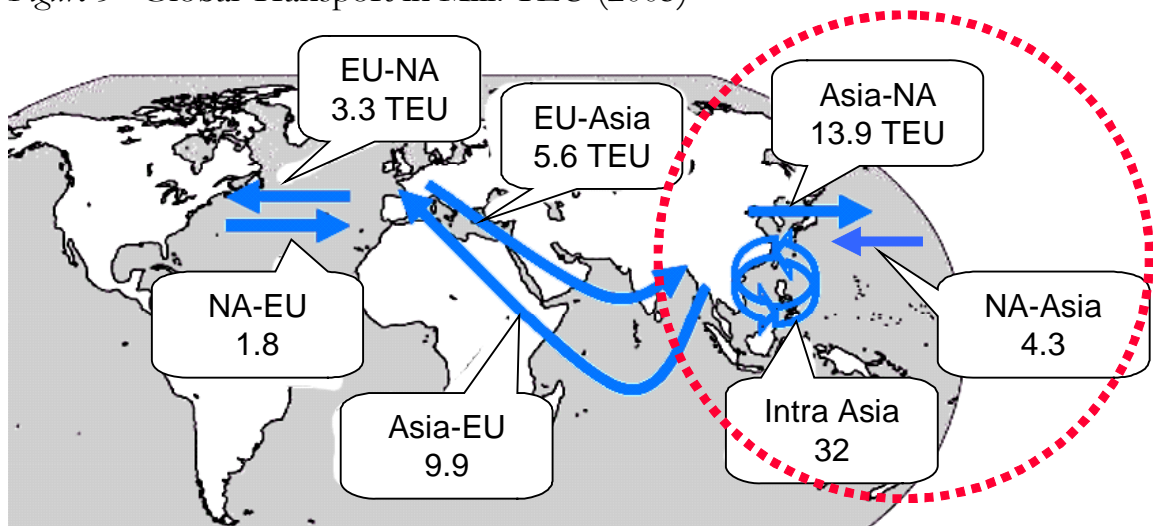 EU-NA
3.3 TEU
EU-Asia
5.6 TEU
Asia-NA
13.9 TEU
NA-EU
1.8
NA-Asia
4.3
Asia-EU
9.9
Intra Asia
32